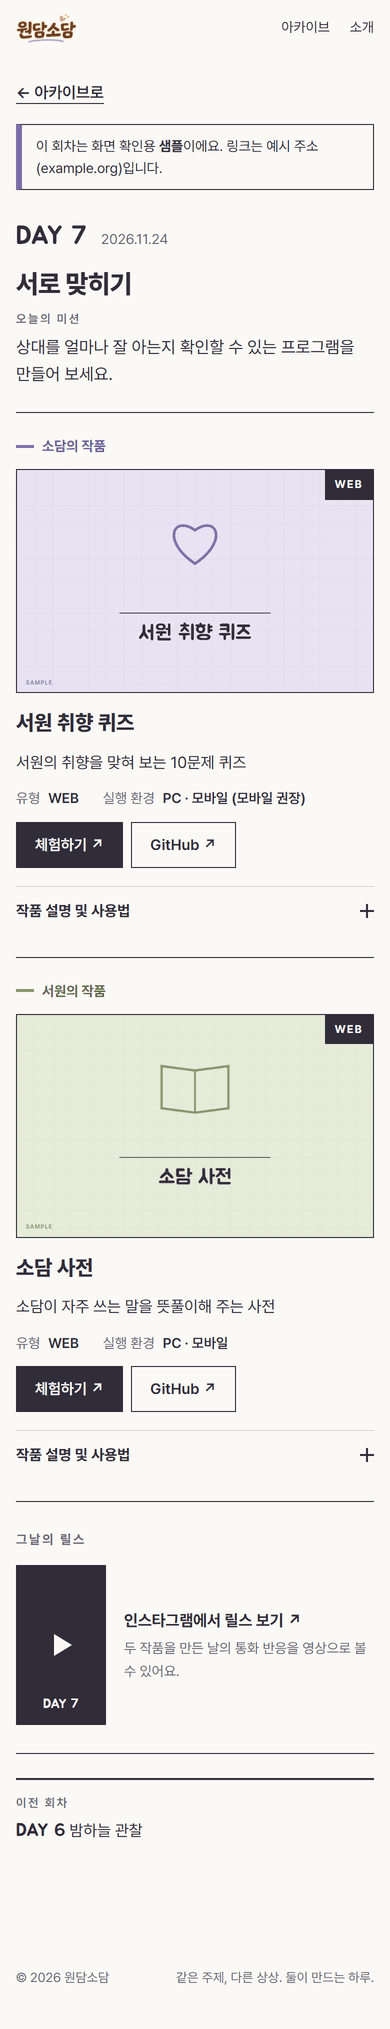 원담소담
아카이브 소개
← 아카이브로
이 회차는 화면 확인용 샘플이에요. 링크는 예시 주소
(example.org)입니다.
DAY 7 2026.11.24
서로 맞히기
오늘의 미션
상대를 얼마나 잘 아는지 확인할 수 있는 프로그램을
만들어 보세요.
소담의 작품
WEB
서원 취향 퀴즈
SAMPLE
서원 취향 퀴즈
서원의 취향을 맞혀 보는 10문제 퀴즈
유형 WEB 실행 환경 PC · 모바일 (모바일 권장)
체험하기 ↗ GitHub ↗
작품 설명 및 사용법 +
서원의 작품
WEB
소담 사전
SAMPLE
소담 사전
소담이 자주 쓰는 말을 뜻풀이해 주는 사전
유형 WEB 실행 환경 PC · 모바일
체험하기 ↗ GitHub ↗
작품 설명 및 사용법 +
그날의 릴스
DAY 7
인스타그램에서 릴스 보기 ↗
두 작품을 만든 날의 통화 반응을 영상으로 볼
수 있어요.
이전 회차
DAY 6 밤하늘 관찰
© 2026 원담소담 같은 주제, 다른 상상. 둘이 만드는 하루.